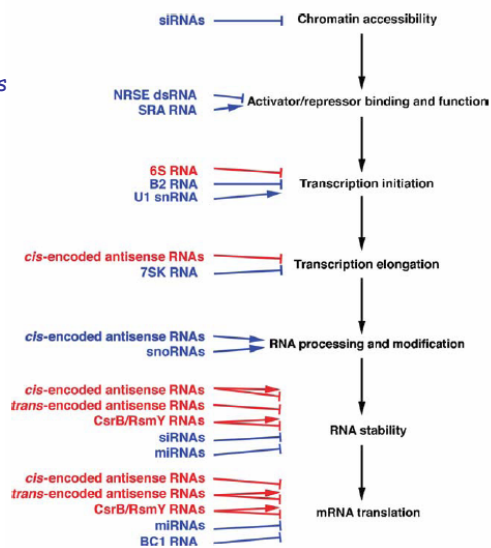 siRNAs Chromatin accessibility
s
NRSE dsRNA
SRA RNA Activator/repressor binding and function
6S RNA
B2 RNA Transcription initiation
U1 snRNA
cis-encoded antisense RNAs
7SK RNA Transcription elongation
cis-encoded antisense RNAs
snoRNAs RNA processing and modification
cis-encoded antisense RNAs
trans-encoded antisense RNAs
CsrB/RsmY RNAs
siRNAs RNA stability
miRNAs
cis-encoded antisense RNAs
trans-encoded antisense RNAs
CsrB/RsmY RNAs mRNA translation
miRNAs
BC1 RNA